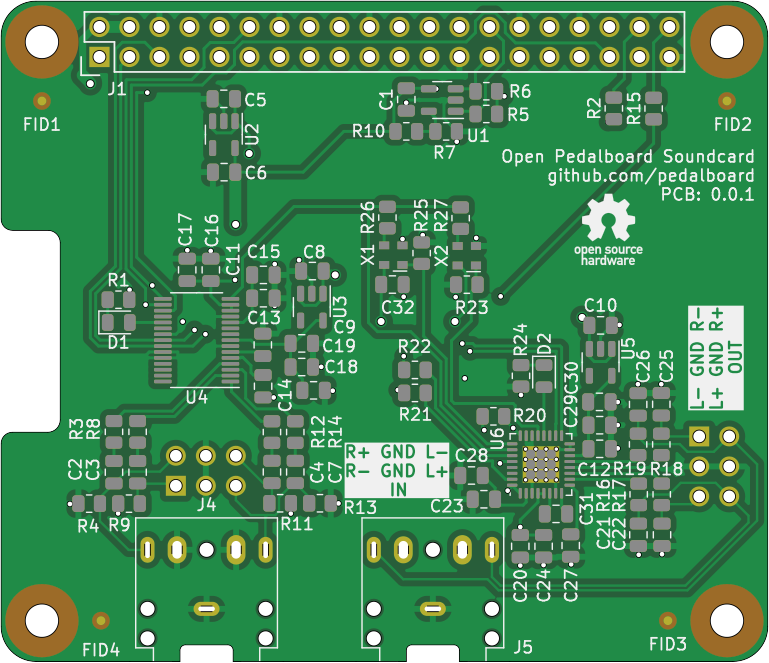 J1
C5
U2
C6
C1
R6
R5
U1
R10
R7
R2
R15
FID1
FID2
Open Pedalboard Soundcard
github.com/pedalboard
PCB: 0.0.1
open source
hardware
R26
R25
R27
X1
X2
C32
R23
C17
C16
C11
C15
C13
C8
U3
C9
C19
C18
C14
R1
D1
U4
R22
R21
R24
D2
C10
U5
C30
C29
C26
C25
L- GND R-
L+ GND R+
OUT
R20
U6
C12
R19
R18
R3
R8
C2
C3
R4
R9
J4
R12
R14
C4
C7
R11
R13
R+ GND L-
R- GND L+
IN
C28
C23
C31
C21
R16
C22
R17
C20
C24
C27
FID4
J5
FID3